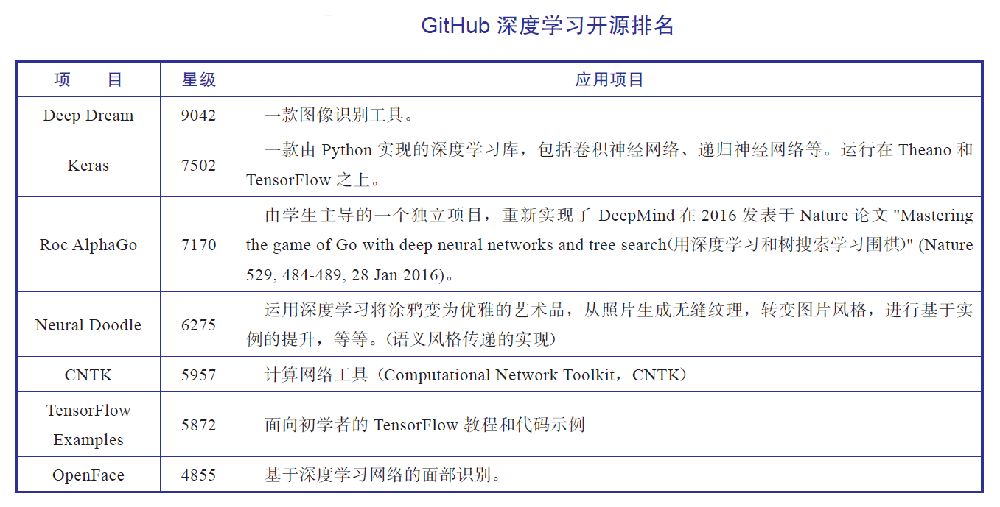 GitHub 深度学习开源排名
项 目 星级 应用项目
Deep Dream 9042 一款图像识别工具。
Keras 7502 一款由 Python 实现的深度学习库，包括卷积神经网络、递归神经网络等。运行在 Theano 和
TensorFlow 之上。
Roc AlphaGo 7170 由学生主导的一个独立项目，重新实现了 DeepMind 在 2016 发表于 Nature 论文 "Mastering
the game of Go with deep neural networks and tree search(用深度学习和树搜索学习围棋)" (Nature
529, 484-489, 28 Jan 2016)。
Neural Doodle 6275 运用深度学习将涂鸦变为优雅的艺术品，从照片生成无缝纹理，转变图片风格，进行基于实
例的提升，等等。（语义风格传递的实现）
CNTK 5957 计算网络工具（Computational Network Toolkit，CNTK）
TensorFlow
Examples 5872 面向初学者的 TensorFlow 教程和代码示例
OpenFace 4855 基于深度学习网络的面部识别。